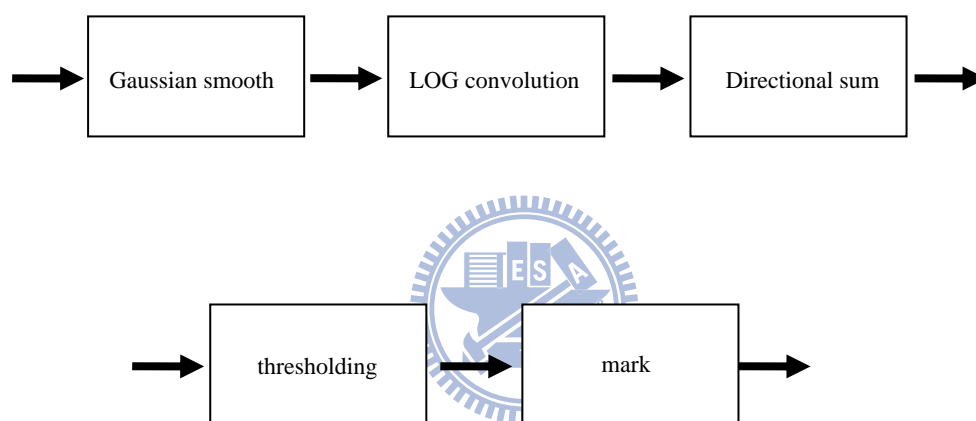 Gaussian smooth
LOG convolution
Directional sum
E S A
thresholding
mark